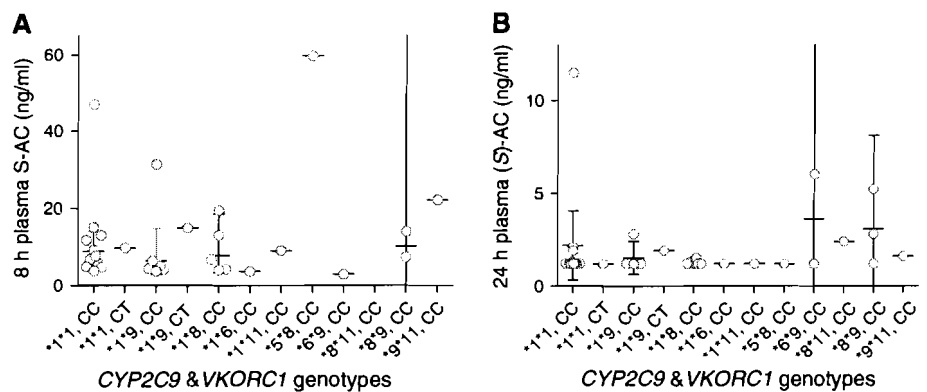 A
B
8 h plasma S-AC (ng/ml)
60
40
20
0
*1*1, CC
*1*1, CT
*1*9, CC
*1*9, CT
*1*8, CC
*1*6, CC
*1*11, CC
*5*8, CC
*6*9, CC
*8*11, CC
*8*9, CC
*9*11, CC
CYP2C9 & VKORC1 genotypes
24 h plasma (S)-AC (ng/ml)
10
5
0
*1*1, CC
*1*1, CT
*1*9, CC
*1*9, CT
*1*8, CC
*1*6, CC
*1*11, CC
*5*8, CC
*6*9, CC
*8*11, CC
*8*9, CC
*9*11, CC
CYP2C9 & VKORC1 genotypes